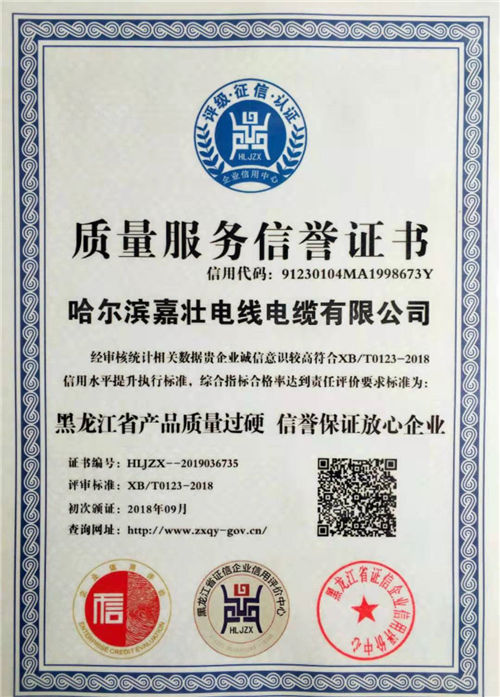 评级·征信·认证
HLJZX
企业信用中心
质量服务信誉证书
信用代码：91230104MA1998673Y
哈尔滨嘉壮电线电缆有限公司
经审核统计相关数据贵企业诚信意识较高符合XB/T0123-2018
信用水平提升执行标准，综合指标合格率达到责任评价要求标准为：
黑龙江省产品质量过硬 信誉保证放心企业
证书编号：HLJZX--2019036735
评审标准：XB/T0123-2018
初次颁证：2018年09月
查询网址：http://www.zxqy-gov.cn/
企业信用评价
信
ENTERPRISE CREDIT EVALUATION
黑龙江省证信企业信用评价中心
HLJZX
黑龙江省证信企业信用评价中心